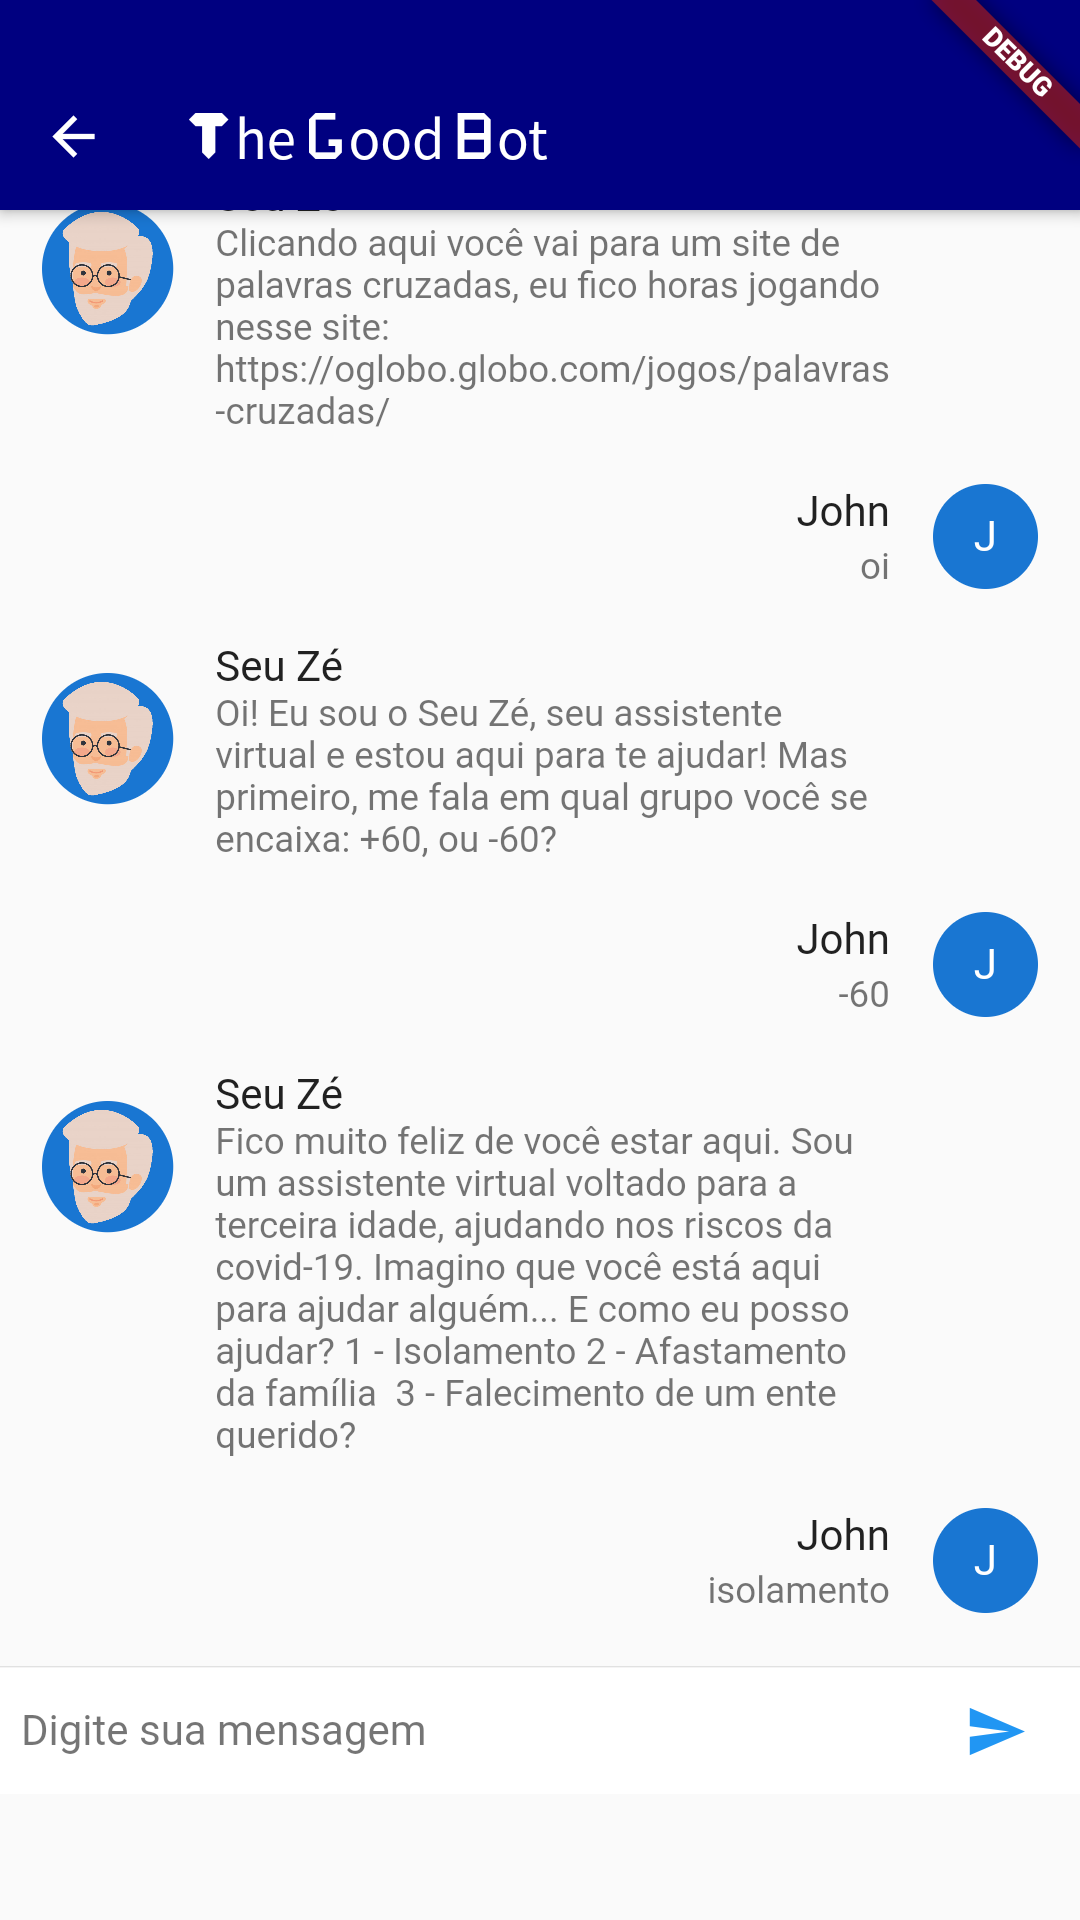 DEBUG
The Good Bot
Clicando aqui você vai para um site de
palavras cruzadas, eu fico horas jogando
nesse site:
https://oglobo.globo.com/jogos/palavras
-cruzadas/
John
J
oi
Seu Zé
Oi! Eu sou o Seu Zé, seu assistente
virtual e estou aqui para te ajudar! Mas
primeiro, me fala em qual grupo você se
encaixa: +60, ou -60?
John
J
-60
Seu Zé
Fico muito feliz de você estar aqui. Sou
um assistente virtual voltado para a
terceira idade, ajudando nos riscos da
covid-19. Imagino que você está aqui
para ajudar alguém... E como eu posso
ajudar? 1 - Isolamento 2 - Afastamento
da família  3 - Falecimento de um ente
querido?
John
J
isolamento
Digite sua mensagem